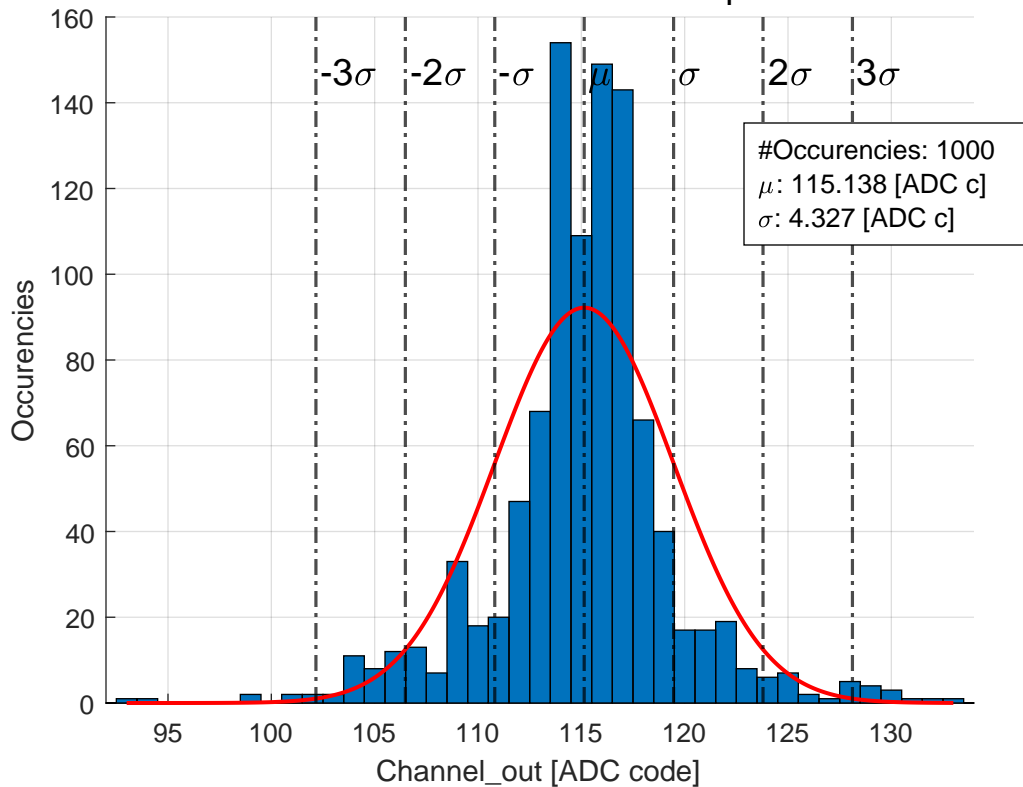 160
140
120
100
80
60
40
20
0
Occurencies
-3σ
-2σ
-σ
μ
σ
2σ
3σ
#Occurencies: 1000
μ: 115.138 [ADC c]
σ: 4.327 [ADC c]
95
100
105
110
115
120
125
130
Channel_out [ADC code]